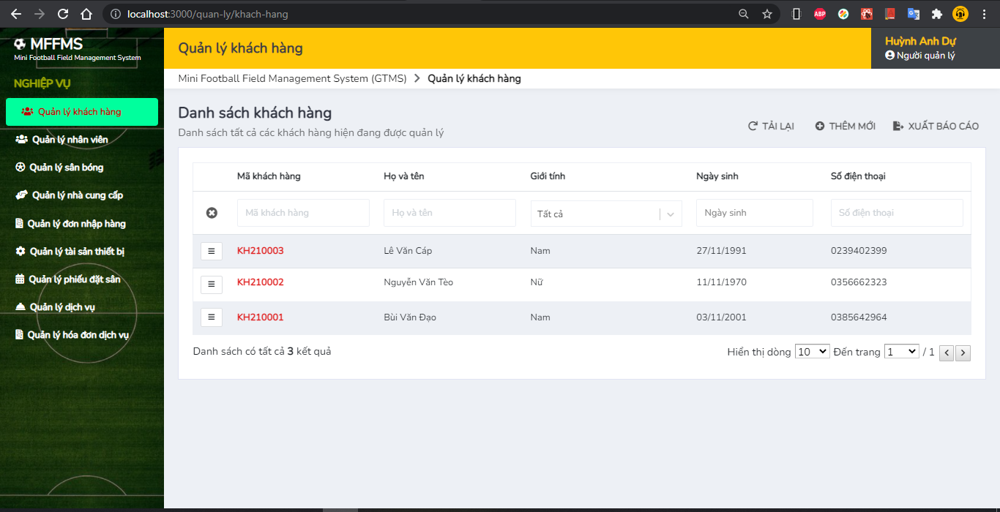 localhost:3000/quan-ly/khach-hang
ABP
MFFMS
Mini Football Field Management System
NGHIỆP VỤ
Quản lý khách hàng
Quản lý nhân viên
Quản lý sân bóng
Quản lý nhà cung cấp
Quản lý đơn nhập hàng
Quản lý tài sản thiết bị
Quản lý phiếu đặt sân
Quản lý dịch vụ
Quản lý hóa đơn dịch vụ
Quản lý khách hàng
Huỳnh Anh Dự
Người quản lý
Mini Football Field Management System (GTMS) Quản lý khách hàng
Danh sách khách hàng
Danh sách tất cả các khách hàng hiện đang được quản lý
TẢI LẠI THÊM MỚI XUẤT BÁO CÁO
Mã khách hàng Họ và tên Giới tính Ngày sinh Số điện thoại
Mã khách hàng Họ và tên Tất cả Ngày sinh Số điện thoại
KH210003 Lê Văn Cáp Nam 27/11/1991 0239402399
KH210002 Nguyễn Văn Tèo Nữ 11/11/1970 0356662323
KH210001 Bùi Văn Đạo Nam 03/11/2001 0385642964
Danh sách có tất cả 3 kết quả Hiển thị dòng 10 Đến trang 1 / 1